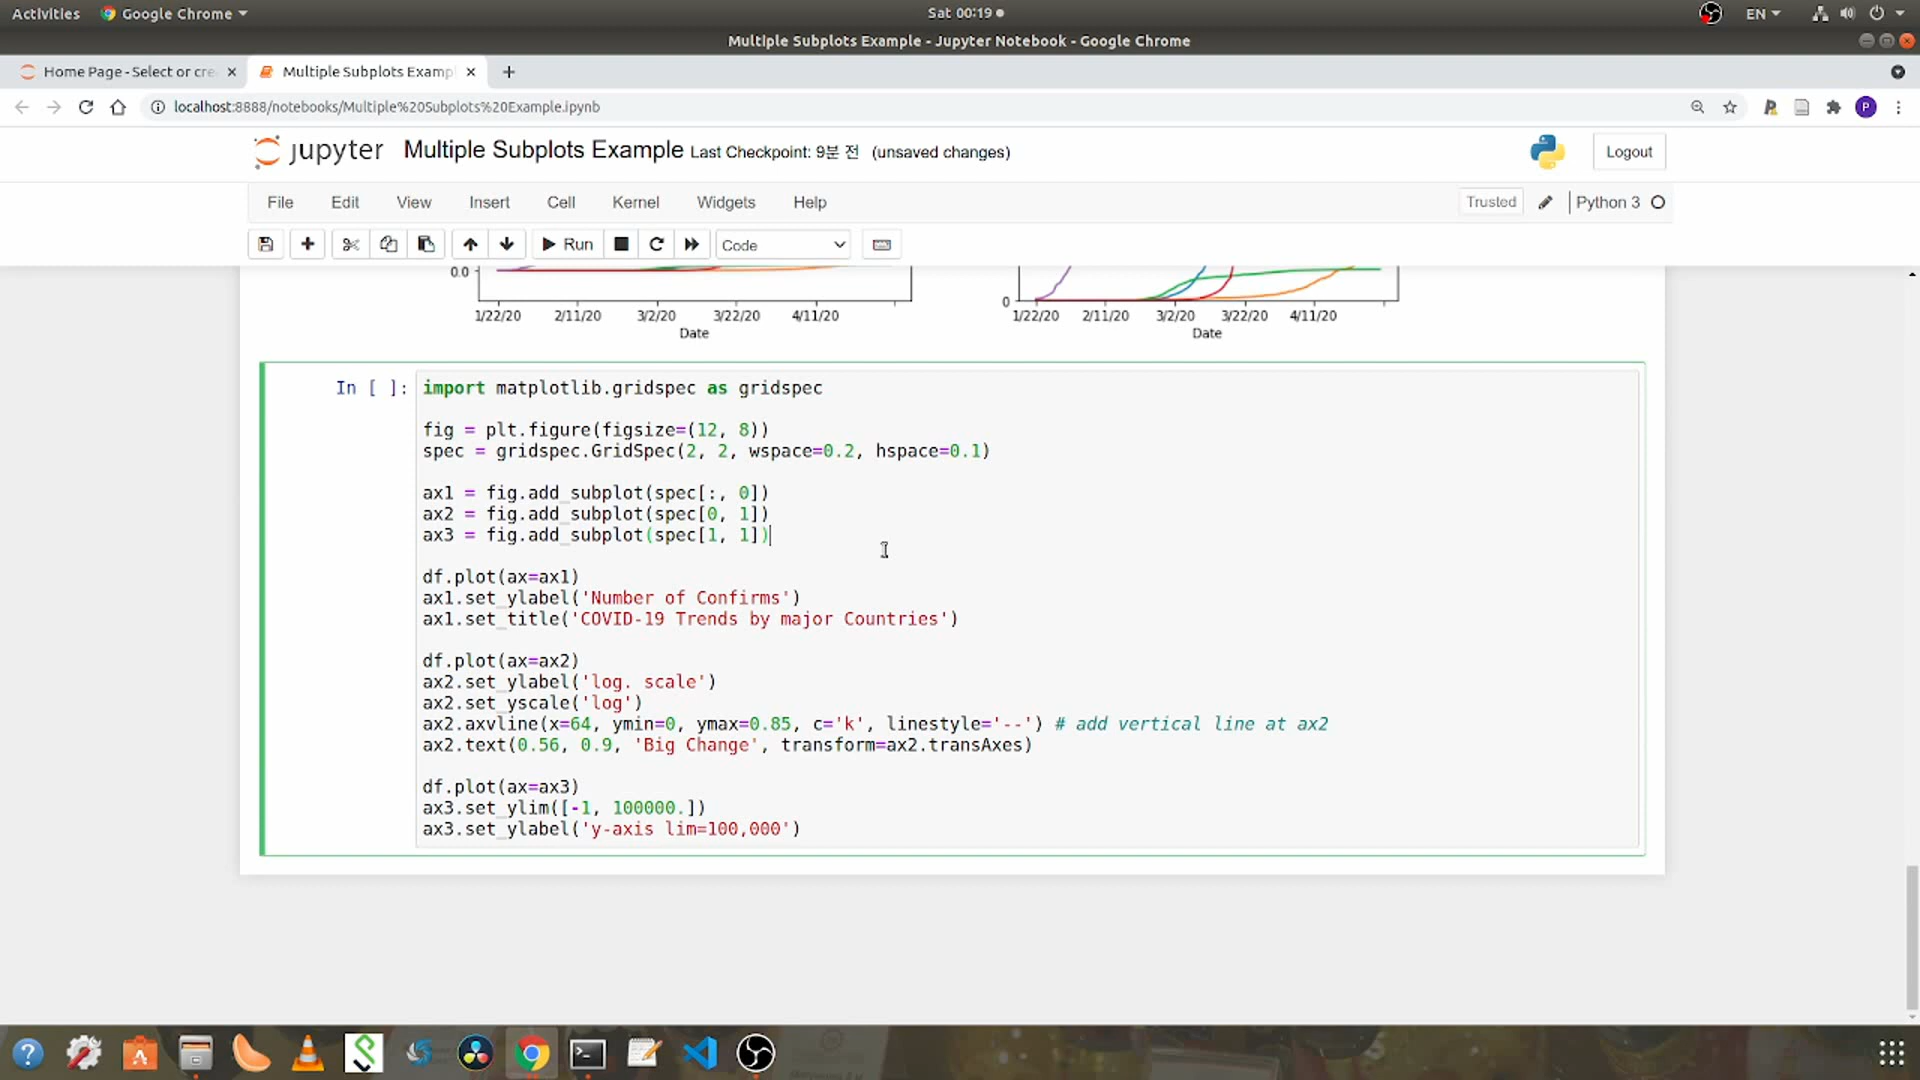 Activities Google Chrome Sat 00:19 EN
Multiple Subplots Example - Jupyter Notebook - Google Chrome
Home Page - Select or cre Multiple Subplots Examp
localhost:8888/notebooks/Multiple%20Subplots%20Example.ipynb P
jupyter Multiple Subplots Example Last Checkpoint: 9분 전 (unsaved changes) Logout
File Edit View Insert Cell Kernel Widgets Help Trusted Python 3
Run Code
0.0 0
1/22/20 2/11/20 3/2/20 3/22/20 4/11/20 1/22/20 2/11/20 3/2/20 3/22/20 4/11/20
Date Date
In [ ]: import matplotlib.gridspec as gridspec
fig = plt.figure(figsize=(12, 8))
spec = gridspec.GridSpec(2, 2, wspace=0.2, hspace=0.1)
ax1 = fig.add_subplot(spec[:, 0])
ax2 = fig.add_subplot(spec[0, 1])
ax3 = fig.add_subplot(spec[1, 1])
df.plot(ax=ax1)
ax1.set_ylabel('Number of Confirms')
ax1.set_title('COVID-19 Trends by major Countries')
df.plot(ax=ax2)
ax2.set_ylabel('log. scale')
ax2.set_yscale('log')
ax2.axvline(x=64, ymin=0, ymax=0.85, c='k', linestyle='--') # add vertical line at ax2
ax2.text(0.56, 0.9, 'Big Change', transform=ax2.transAxes)
df.plot(ax=ax3)
ax3.set_ylim([-1, 100000.])
ax3.set_ylabel('y-axis lim=100,000')